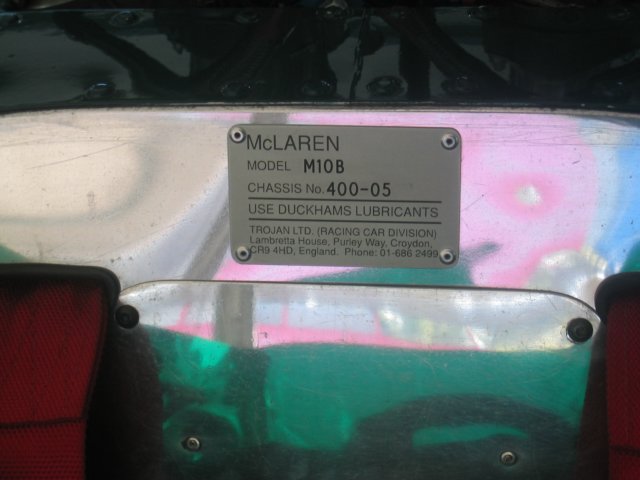 McLAREN
MODEL M10B
CHASSIS No. 400-05
USE DUCKHAMS LUBRICANTS
TROJAN LTD. (RACING CAR DIVISION)
Lambretta House, Purley Way, Croydon,
CR9 4HD, England. Phone: 01-686 2499